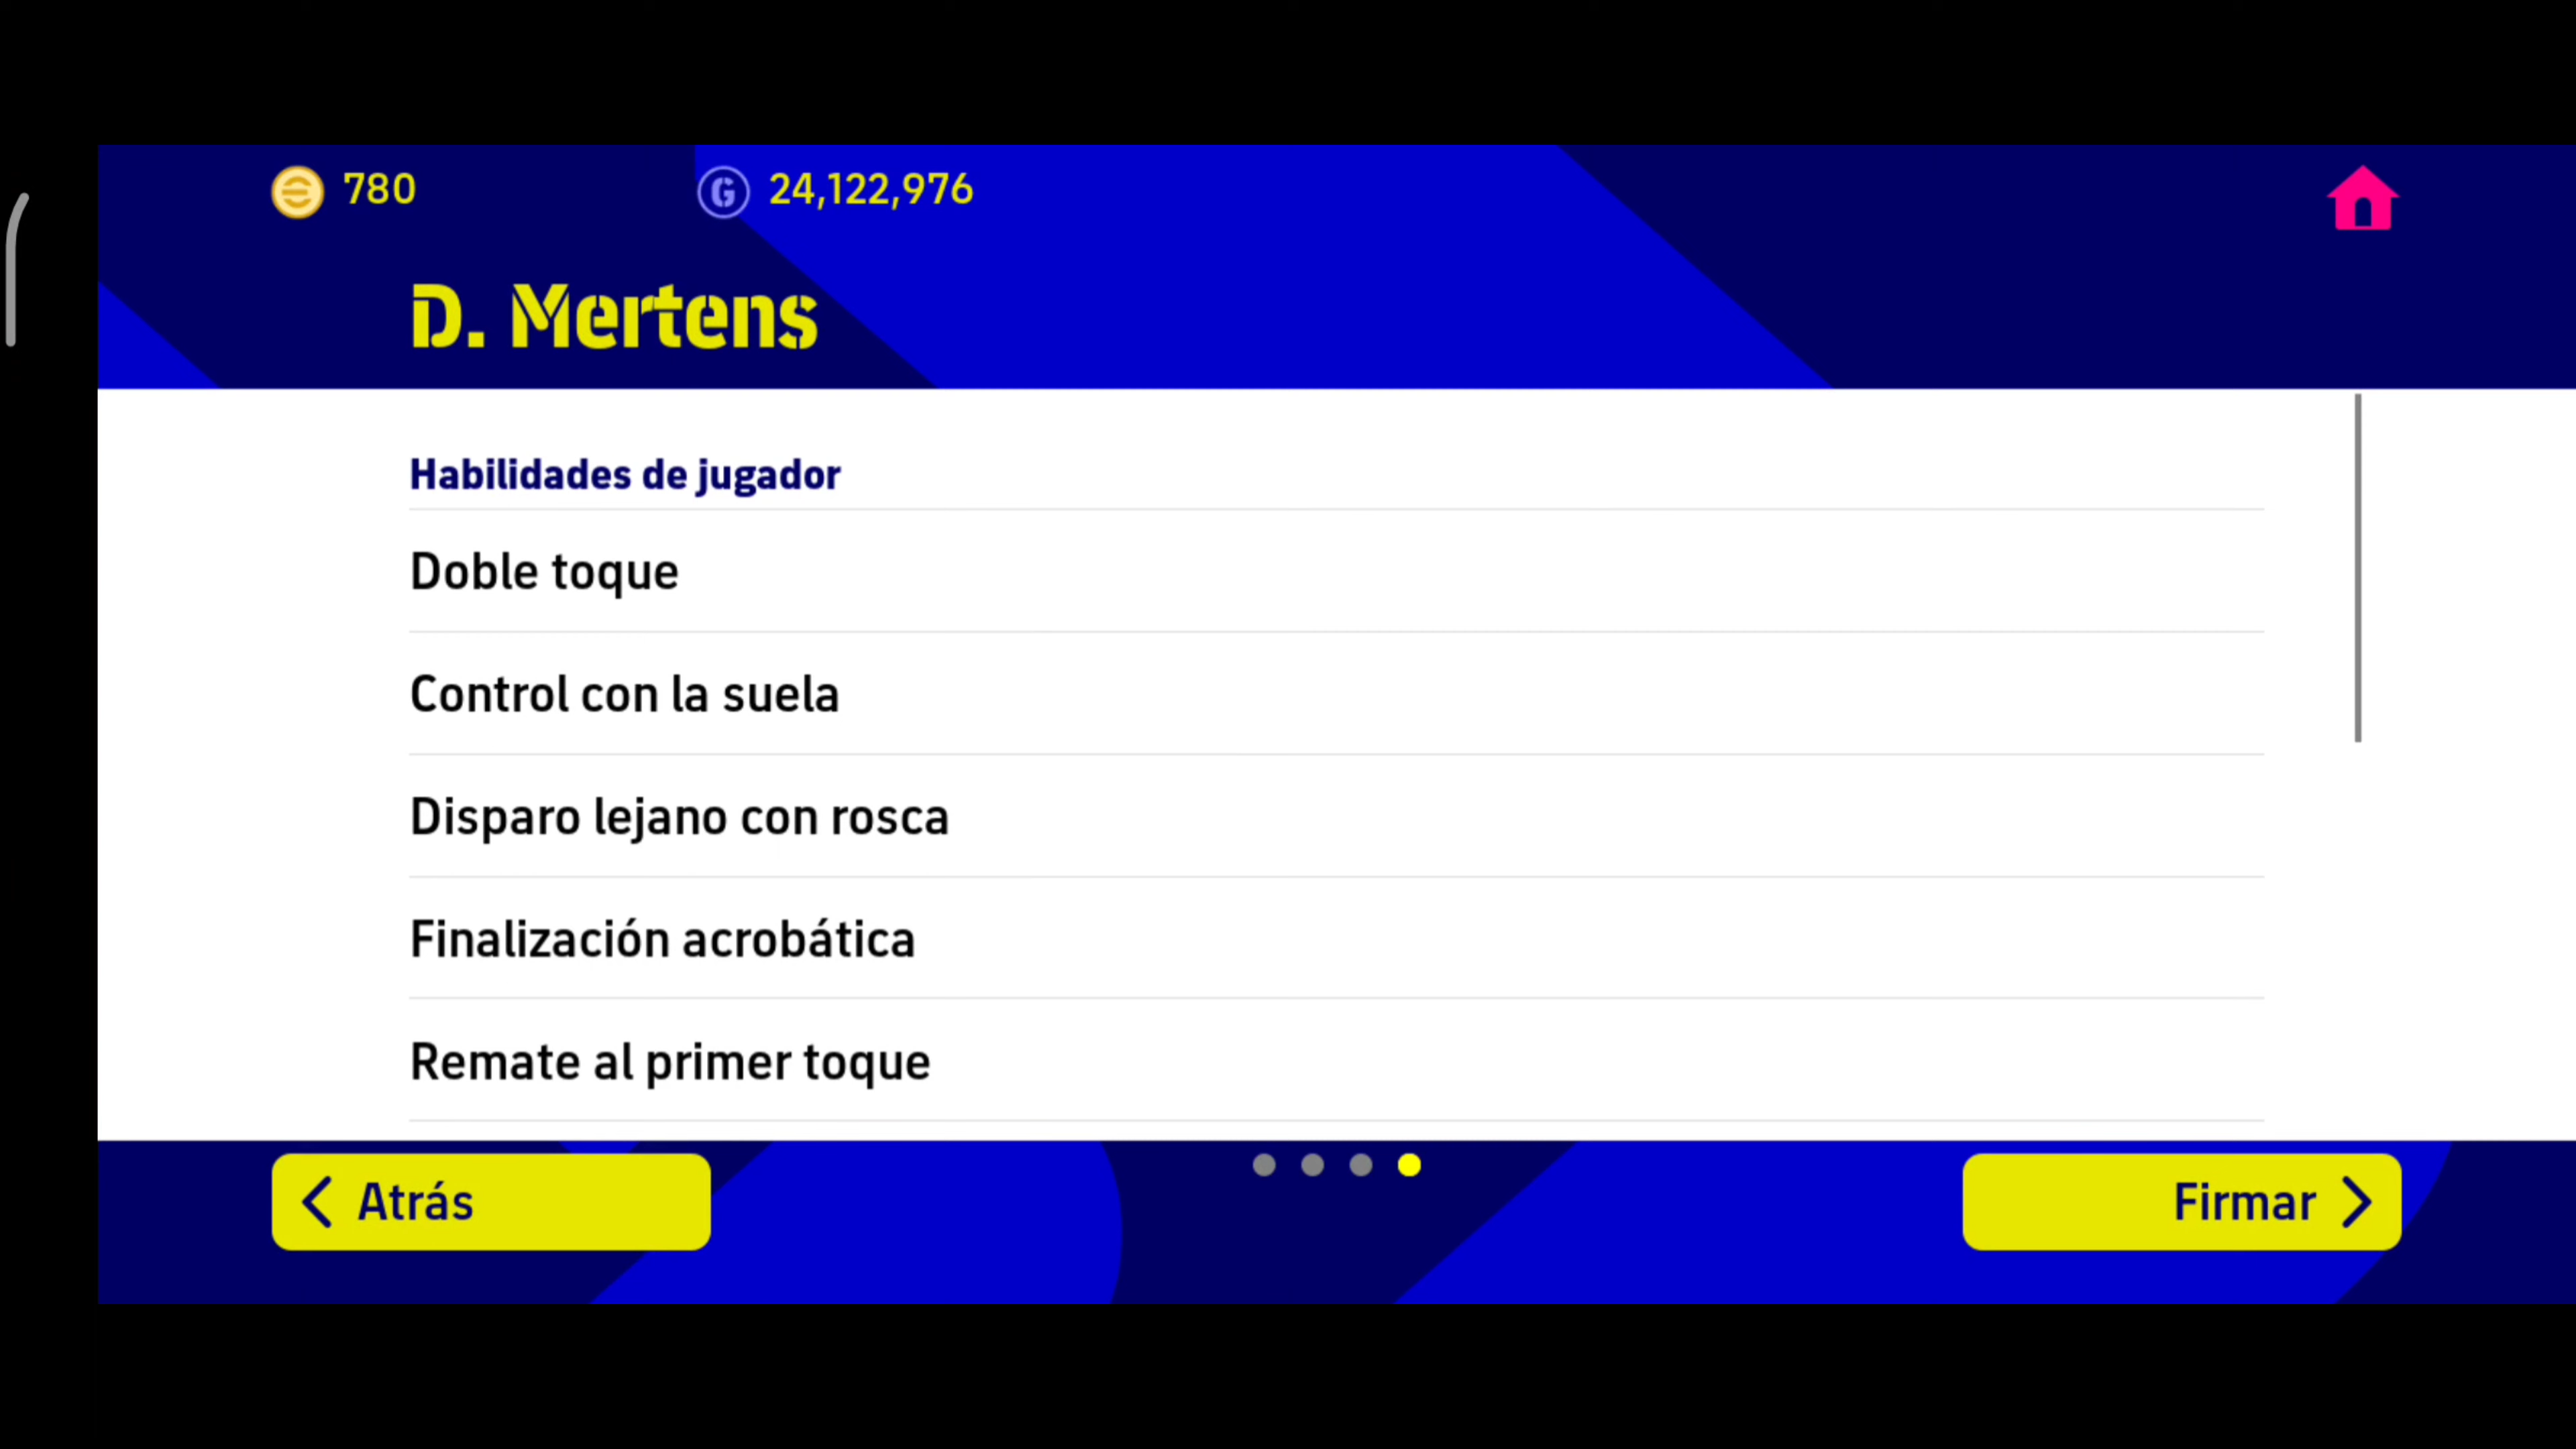 780
24,122,976
D. Mertens
Habilidades de jugador
Doble toque
Control con la suela
Disparo lejano con rosca
Finalización acrobática
Remate al primer toque
Atrás
Firmar